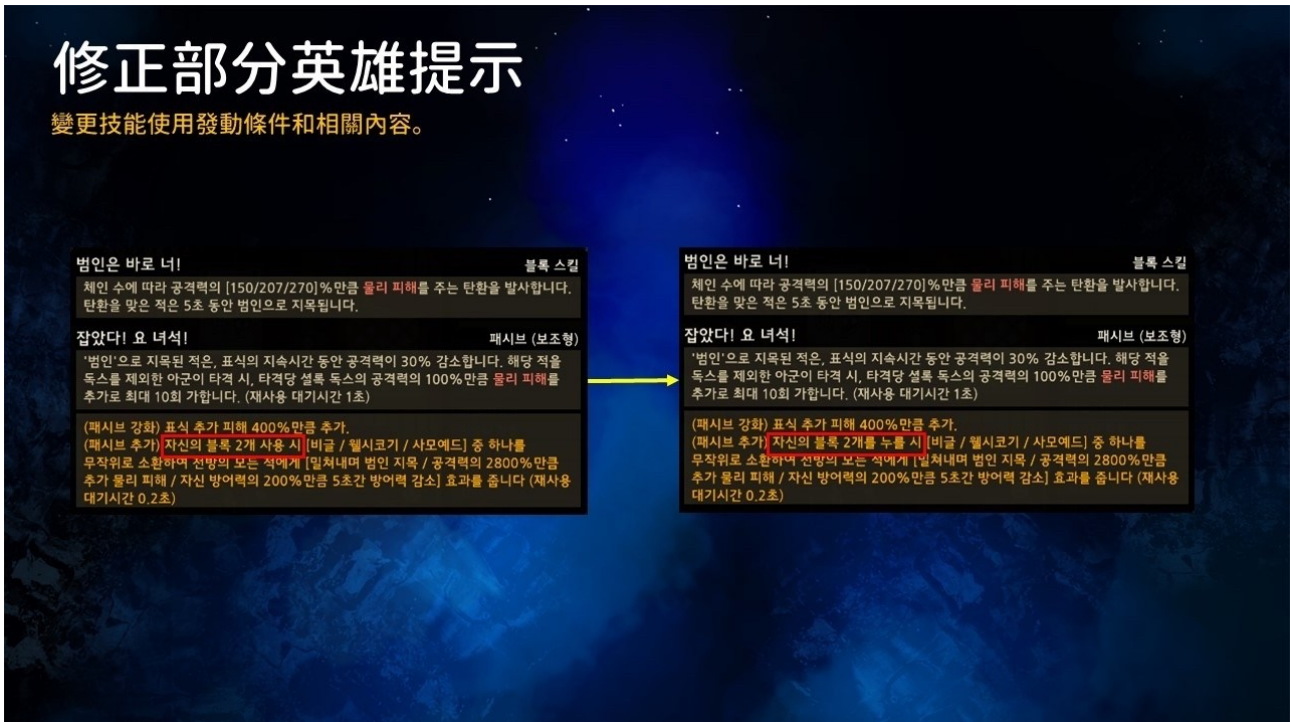 修正部分英雄提示
變更技能使用發動條件和相關內容。
범인은 바로 너! 블록 스킬
체인 수에 따라 공격력의 [150/207/270]%만큼 물리 피해를 주는 탄환을 발사합니다.
탄환을 맞은 적은 5초 동안 범인으로 지목됩니다.
잡았다! 요 녀석! 패시브 (보조형)
'범인'으로 지목된 적은, 표식의 지속시간 동안 공격력이 30% 감소합니다. 해당 적을
독스를 제외한 아군이 타격 시, 타격당 셜록 독스의 공격력의 100%만큼 물리 피해를
추가로 최대 10회 가합니다. (재사용 대기시간 1초)
(패시브 강화) 표식 추가 피해 400%만큼 추가.
(패시브 추가) 자신의 블록 2개 사용 시 [비글 / 웰시코기 / 사모예드] 중 하나를
무작위로 소환하여 전방의 모든 적에게 [밀쳐내며 범인 지목 / 공격력의 2800%만큼
추가 물리 피해 / 자신 방어력의 200%만큼 5초간 방어력 감소] 효과를 줍니다 (재사용
대기시간 0.2초)
범인은 바로 너! 블록 스킬
체인 수에 따라 공격력의 [150/207/270]%만큼 물리 피해를 주는 탄환을 발사합니다.
탄환을 맞은 적은 5초 동안 범인으로 지목됩니다.
잡았다! 요 녀석! 패시브 (보조형)
'범인'으로 지목된 적은, 표식의 지속시간 동안 공격력이 30% 감소합니다. 해당 적을
독스를 제외한 아군이 타격 시, 타격당 셜록 독스의 공격력의 100%만큼 물리 피해를
추가로 최대 10회 가합니다. (재사용 대기시간 1초)
(패시브 강화) 표식 추가 피해 400%만큼 추가.
(패시브 추가) 자신의 블록 2개를 누를 시 [비글 / 웰시코기 / 사모예드] 중 하나를
무작위로 소환하여 전방의 모든 적에게 [밀쳐내며 범인 지목 / 공격력의 2800%만큼
추가 물리 피해 / 자신 방어력의 200%만큼 5초간 방어력 감소] 효과를 줍니다 (재사용
대기시간 0.2초)